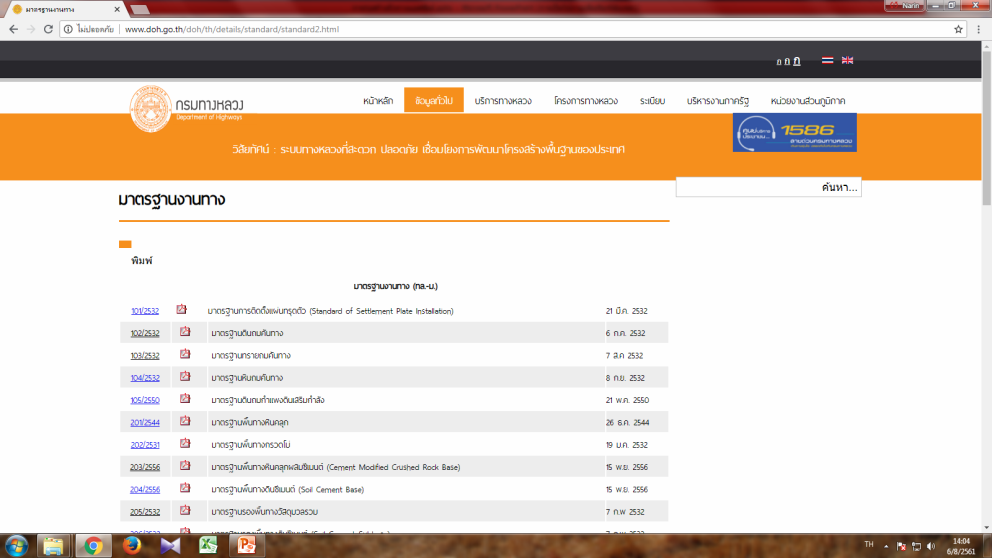 มาตรฐานงานทาง
Narin
ไม่ปลอดภัย | www.doh.go.th/doh/th/details/standard/standard2.html
ก ก ก
กรมทางหลวง
Department of Highways
หน้าหลัก ข้อมูลทั่วไป บริการทางหลวง โครงการทางหลวง ระเบียบ บริหารงานภาครัฐ หน่วยงานส่วนภูมิภาค
1586
สายด่วนกรมทางหลวง
วิสัยทัศน์ : ระบบทางหลวงที่สะดวก ปลอดภัย เชื่อมโยงการพัฒนาโครงสร้างพื้นฐานของประเทศ
ค้นหา...
มาตรฐานงานทาง
พิมพ์
มาตรฐานงานทาง (ทล.-ม.)
101/2532 มาตรฐานการติดตั้งแผ่นทรุดตัว (Standard of Settlement Plate Installation) 21 มี.ค. 2532
102/2532 มาตรฐานดินถมคันทาง 6 ก.ค. 2532
103/2532 มาตรฐานทรายถมคันทาง 7 ส.ค 2532
104/2532 มาตรฐานหินถมคันทาง 8 ก.ย. 2532
105/2550 มาตรฐานดินถมกำแพงดินเสริมกำลัง 21 พ.ค. 2550
201/2544 มาตรฐานพื้นทางหินคลุก 26 ธ.ค. 2544
202/2531 มาตรฐานพื้นทางกรวดโม่ 19 ม.ค. 2532
203/2556 มาตรฐานพื้นทางหินคลุกผสมซีเมนต์ (Cement Modified Crushed Rock Base) 15 พ.ย. 2556
204/2556 มาตรฐานพื้นทางดินซีเมนต์ (Soil Cement Base) 15 พ.ย. 2556
205/2532 มาตรฐานรองพื้นทางวัสดุมวลรวม 7 ก.พ 2532
TH
14:04
6/8/2561